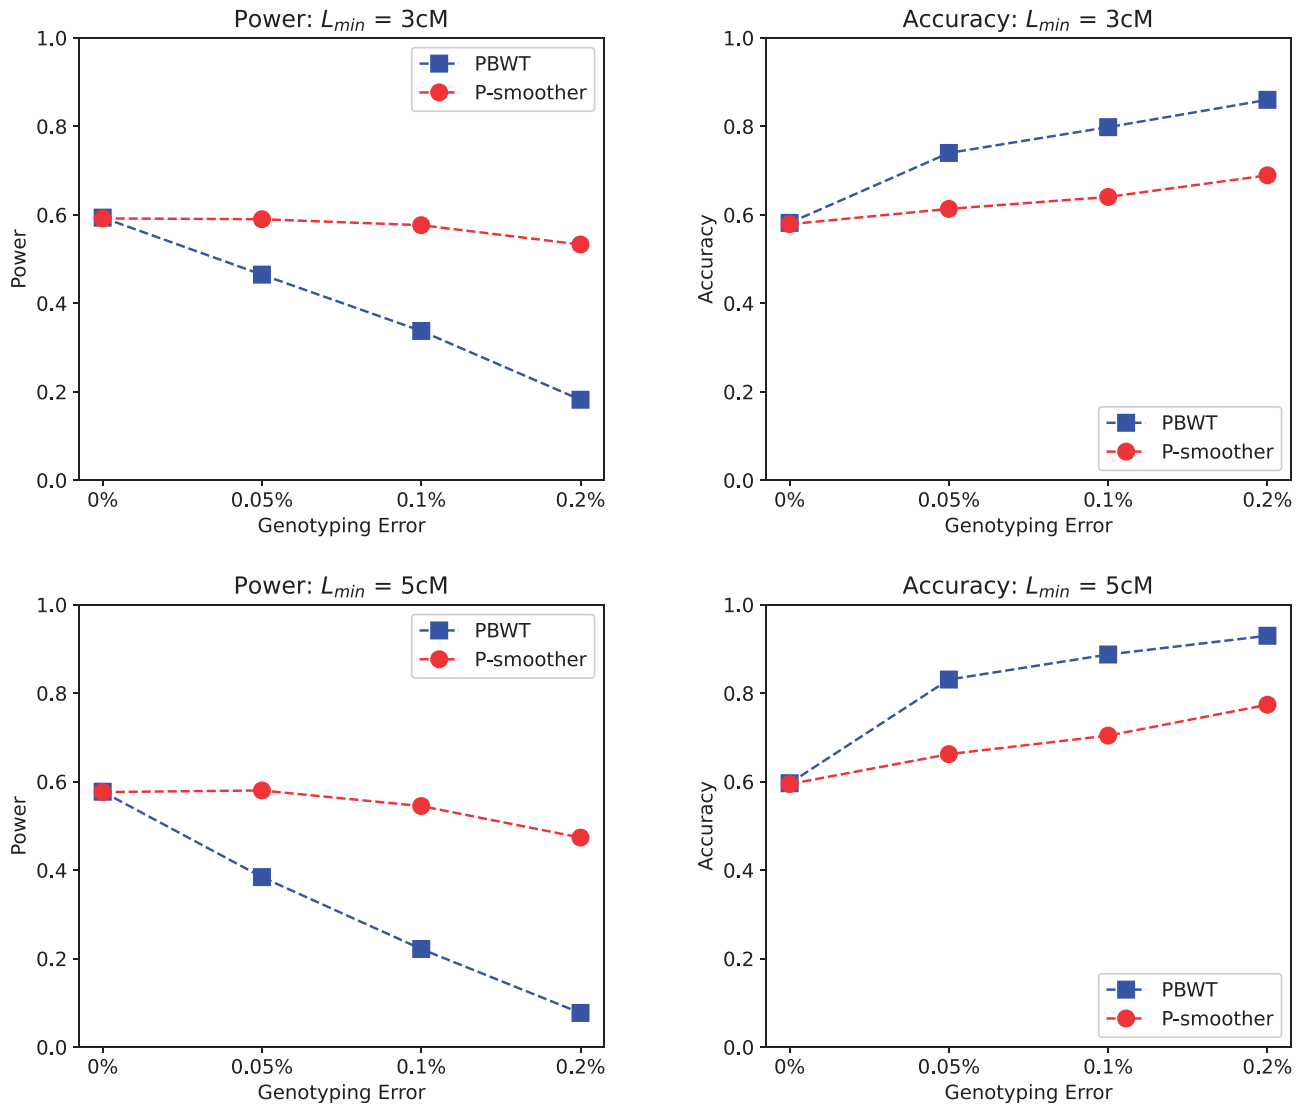 Power: Lmin = 3cM
1.0
0.8
0.6
0.4
0.2
0.0
Power
PBWT
P-smoother
0%
0.05%
0.1%
0.2%
Genotyping Error
Accuracy: Lmin = 3cM
1.0
0.8
0.6
0.4
0.2
0.0
Accuracy
PBWT
P-smoother
0%
0.05%
0.1%
0.2%
Genotyping Error
Power: Lmin = 5cM
1.0
0.8
0.6
0.4
0.2
0.0
Power
PBWT
P-smoother
0%
0.05%
0.1%
0.2%
Genotyping Error
Accuracy: Lmin = 5cM
1.0
0.8
0.6
0.4
0.2
0.0
Accuracy
PBWT
P-smoother
0%
0.05%
0.1%
0.2%
Genotyping Error